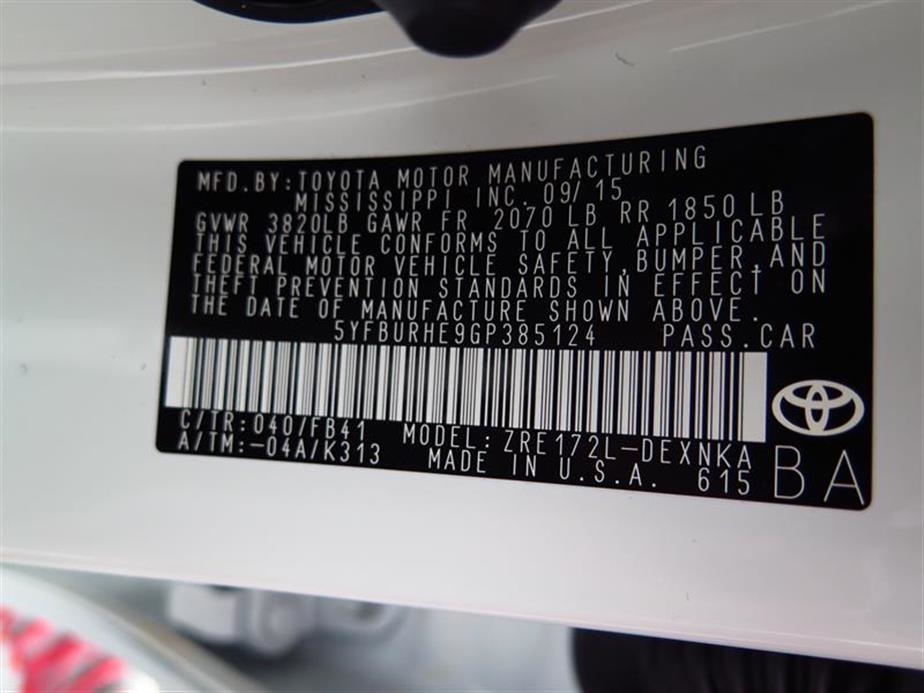 MFD.BY:TOYOTA MOTOR MANUFACTURING
MISSISSIPPI INC. 09/15
GVWR 3820LB GAWR FR 2070 LB RR 1850LB
THIS VEHICLE CONFORMS TO ALL APPLICABLE
FEDERAL MOTOR VEHICLE SAFETY,BUMPER,AND
THEFT PREVENTION STANDARDS IN EFFECT ON
THE DATE OF MANUFACTURE SHOWN ABOVE.
5YFBURHE9GP385124 PASS.CAR
C/TR:040/FB41 MODEL:ZRE172L-DEXNKA
A/TM:-04A/K313 MADE IN U.S.A. 615 BA